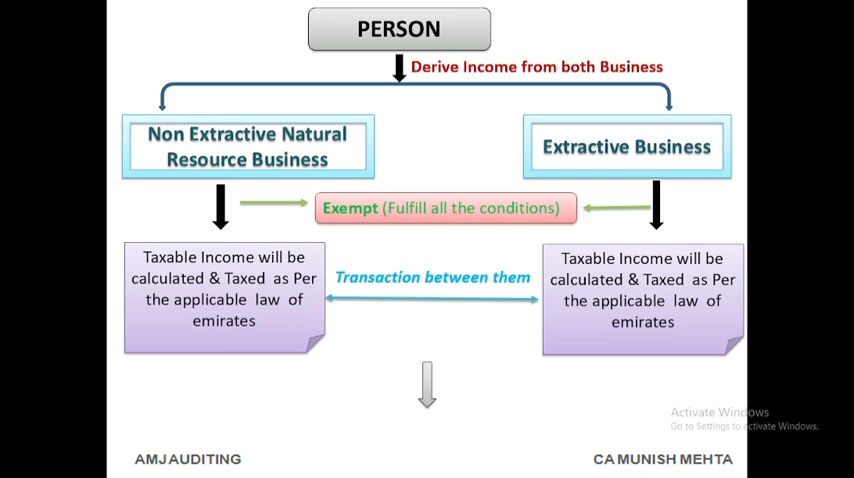 PERSON
Derive Income from both Business
Non Extractive Natural
Resource Business
Extractive Business
Exempt (Fulfill all the conditions)
Taxable Income will be
calculated & Taxed as Per
the applicable law of
emirates
Transaction between them
Taxable Income will be
calculated & Taxed as Per
the applicable law of
emirates
Activate Windows
Go to Settings to activate Windows.
AMJ AUDITING
CA MUNISH MEHTA